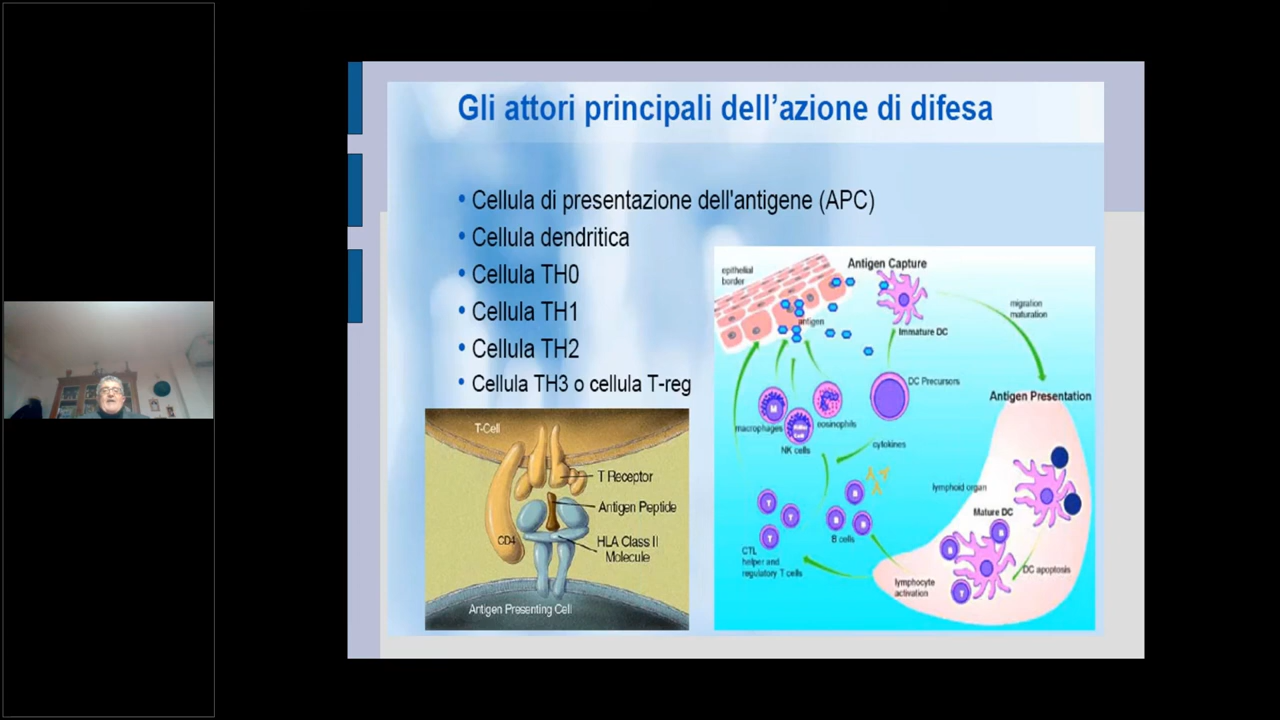 Gli attori principali dell'azione di difesa
• Cellula di presentazione dell'antigene (APC)
• Cellula dendritica
• Cellula TH0
• Cellula TH1
• Cellula TH2
• Cellula TH3 o cellula T-reg
T-Cell
T Receptor
Antigen Peptide
CD4
HLA Class II
Molecule
Antigen Presenting Cell
epithelial
border
Antigen Capture
antigen
Immature DC
migration
maturation
DC Precursors
Antigen Presentation
M
macrophages
eosinophils
NK cells
cytokines
lymphoid organ
Mature DC
T
T
T
B
B
B
B cells
CTL
helper and
regulatory T cells
lymphocyte
activation
DC apoptosis
T